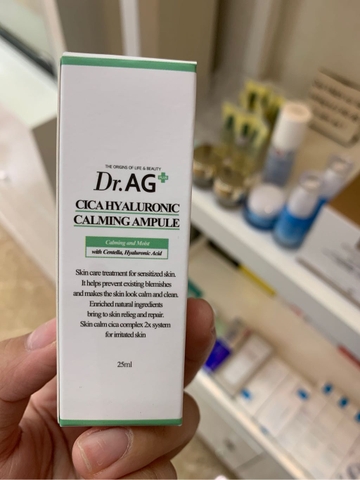 THE ORIGINS OF LIFE & BEAUTY
Dr.AG+
CICA HYALURONIC
CALMING AMPULE
Calming and Moist
with Centella, Hyaluronic Acid
Skin care treatment for sensitized skin.
It helps prevent existing blemishes
and makes the skin look calm and clean.
Enriched natural ingredients
bring to skin relieg and repair.
Skin calm cica complex 2x system
for irritated skin
25ml